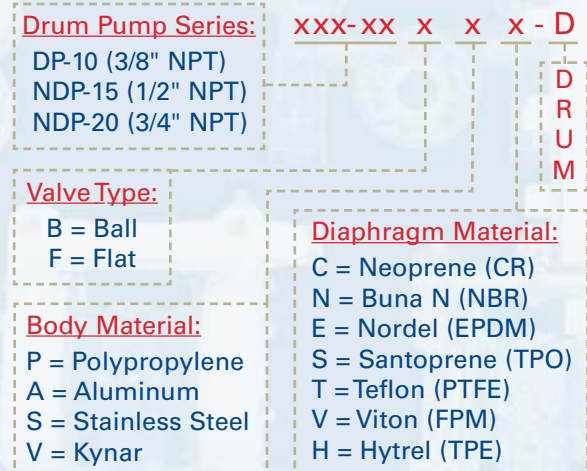 Drum Pump Series: xxx-xx x x x - D
DP-10 (3/8" NPT)
NDP-15 (1/2" NPT)
NDP-20 (3/4" NPT)
D
R
U
M
Valve Type:
B = Ball
F = Flat
Body Material:
P = Polypropylene
A = Aluminum
S = Stainless Steel
V = Kynar
Diaphragm Material:
C = Neoprene (CR)
N = Buna N (NBR)
E = Nordel (EPDM)
S = Santoprene (TPO)
T = Teflon (PTFE)
V = Viton (FPM)
H = Hytrel (TPE)